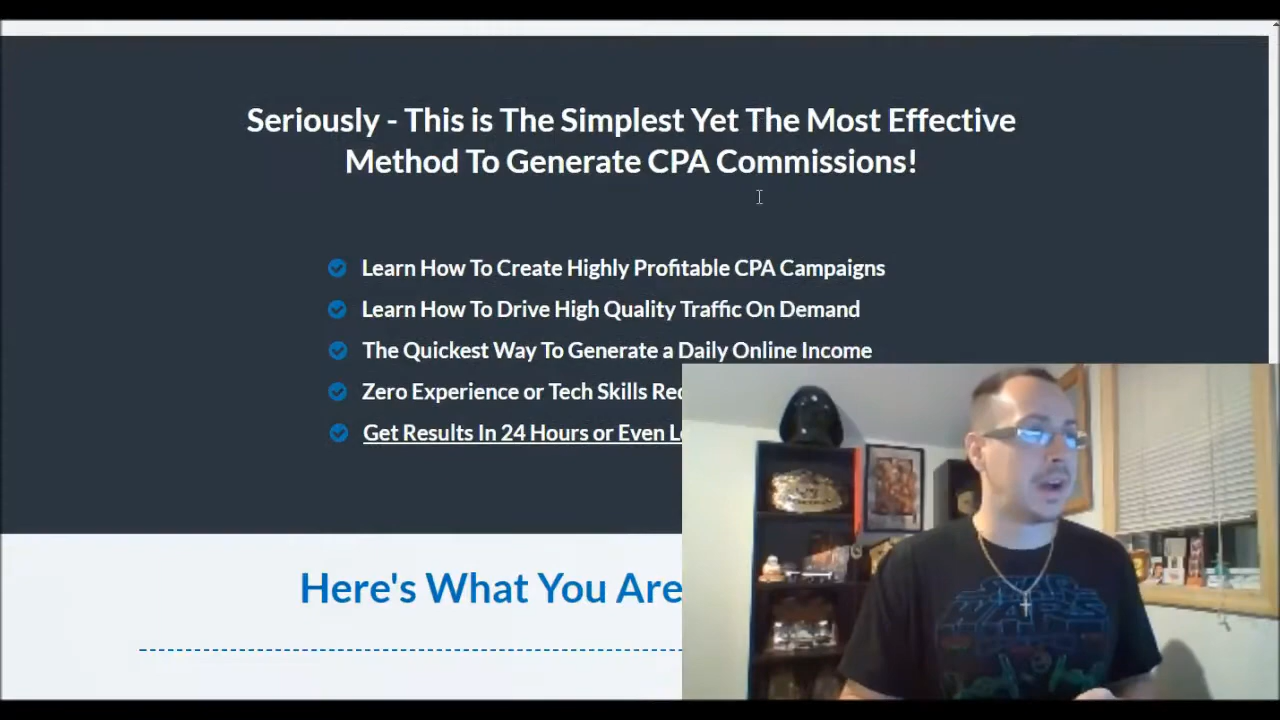 Seriously - This is The Simplest Yet The Most Effective
Method To Generate CPA Commissions!
Learn How To Create Highly Profitable CPA Campaigns
Learn How To Drive High Quality Traffic On Demand
The Quickest Way To Generate a Daily Online Income
Zero Experience or Tech Skills
Get Results In 24 Hours or Even
Here's What You Are
WARS